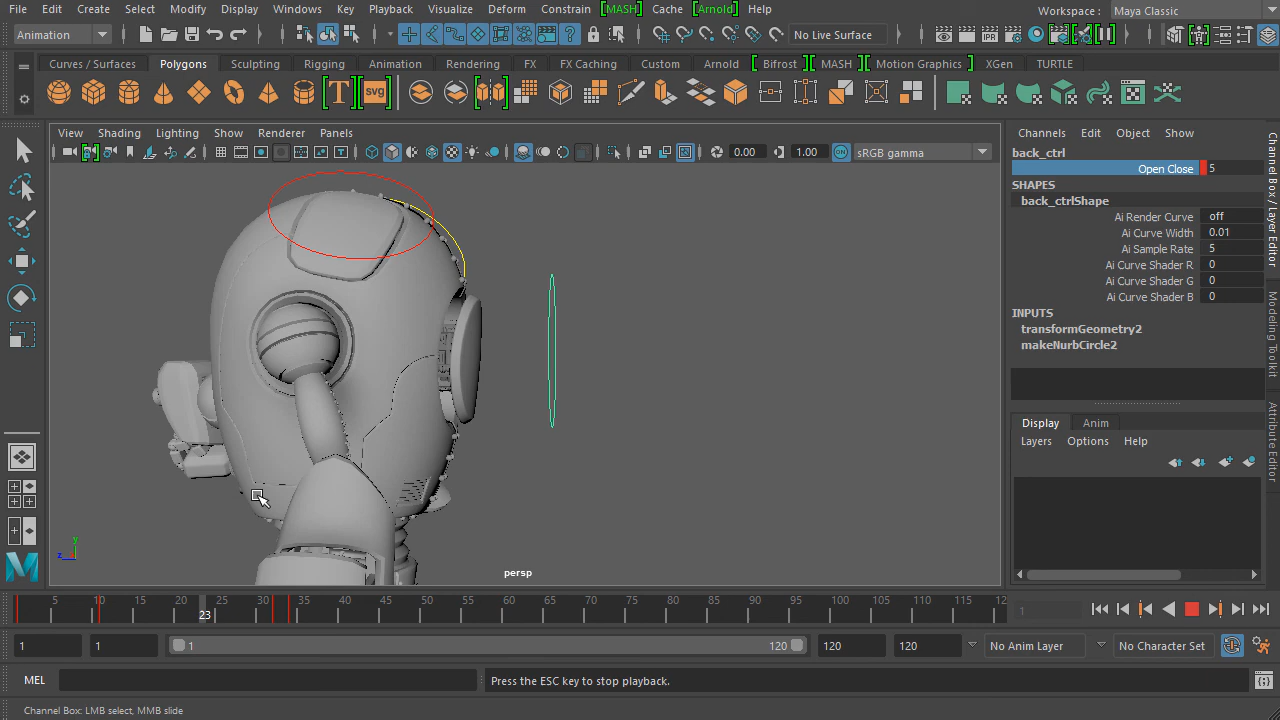 File Edit Create Select Modify Display Windows Key Playback Visualize Deform Constrain [MASH] Cache [Arnold] Help Workspace : Maya Classic
Animation No Live Surface
Curves / Surfaces Polygons Sculpting Rigging Animation Rendering FX FX Caching Custom Arnold [Bifrost] [MASH] [Motion Graphics] XGen TURTLE
T SVG
View Shading Lighting Show Renderer Panels
0.00 1.00 ON sRGB gamma
Channels Edit Object Show
back_ctrl
Open Close 5
SHAPES
back_ctrlShape
Ai Render Curve off
Ai Curve Width 0.01
Ai Sample Rate 5
Ai Curve Shader R 0
Ai Curve Shader G 0
Ai Curve Shader B 0
INPUTS
transformGeometry2
makeNurbCircle2
Display Anim
Layers Options Help
Channel Box / Layer Editor
Modeling Toolkit
Attribute Editor
y
z
persp
5 10 15 20 23 25 30 35 40 45 50 55 60 65 70 75 80 85 90 95 100 105 110 115 12
1
1 1 1 120 120 120 No Anim Layer No Character Set
MEL Press the ESC key to stop playback.
Channel Box: LMB select, MMB slide